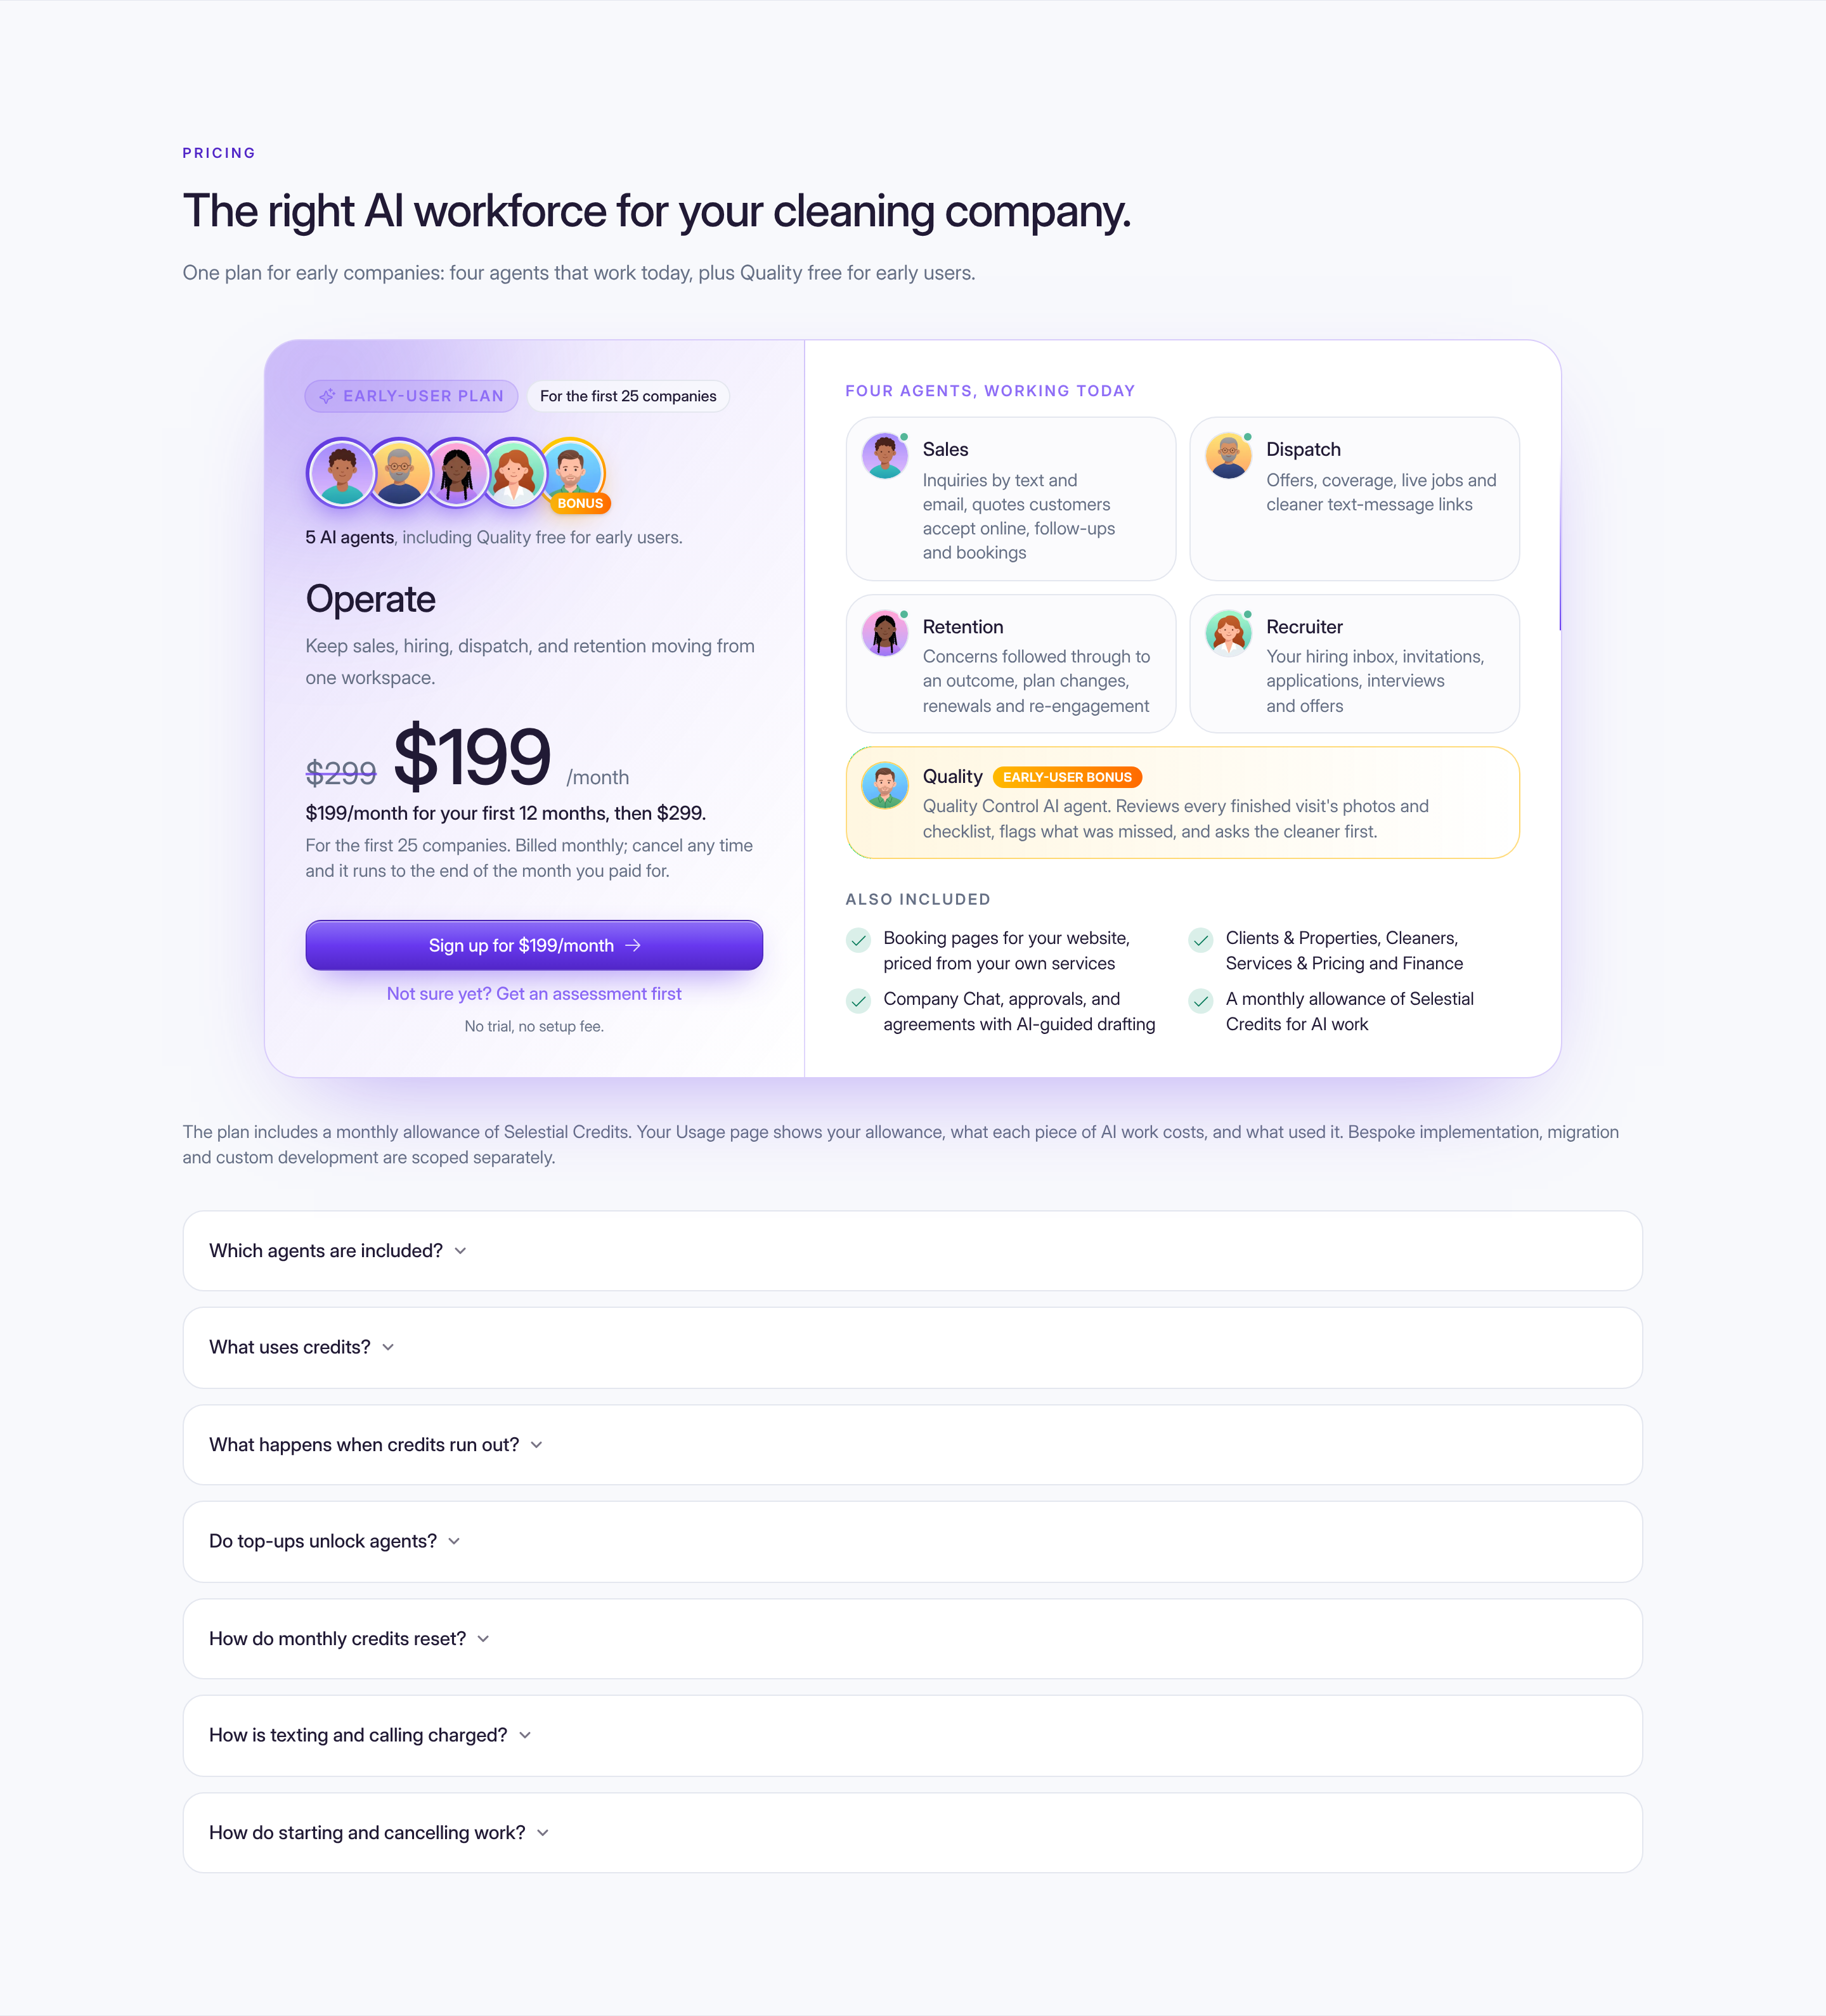 PRICING
The right AI workforce for your cleaning company.
One plan for early companies: four agents that work today, plus Quality free for early users.
EARLY-USER PLAN
For the first 25 companies
BONUS
5 AI agents, including Quality free for early users.
Operate
Keep sales, hiring, dispatch, and retention moving from
one workspace.
$299 $199 /month
$199/month for your first 12 months, then $299.
For the first 25 companies. Billed monthly; cancel any time
and it runs to the end of the month you paid for.
Sign up for $199/month →
Not sure yet? Get an assessment first
No trial, no setup fee.
FOUR AGENTS, WORKING TODAY
Sales
Inquiries by text and
email, quotes customers
accept online, follow-ups
and bookings
Dispatch
Offers, coverage, live jobs and
cleaner text-message links
Retention
Concerns followed through to
an outcome, plan changes,
renewals and re-engagement
Recruiter
Your hiring inbox, invitations,
applications, interviews
and offers
Quality EARLY-USER BONUS
Quality Control AI agent. Reviews every finished visit's photos and
checklist, flags what was missed, and asks the cleaner first.
ALSO INCLUDED
Booking pages for your website,
priced from your own services
Clients & Properties, Cleaners,
Services & Pricing and Finance
Company Chat, approvals, and
agreements with AI-guided drafting
A monthly allowance of Selestial
Credits for AI work
The plan includes a monthly allowance of Selestial Credits. Your Usage page shows your allowance, what each piece of AI work costs, and what used it. Bespoke implementation, migration
and custom development are scoped separately.
Which agents are included?
What uses credits?
What happens when credits run out?
Do top-ups unlock agents?
How do monthly credits reset?
How is texting and calling charged?
How do starting and cancelling work?